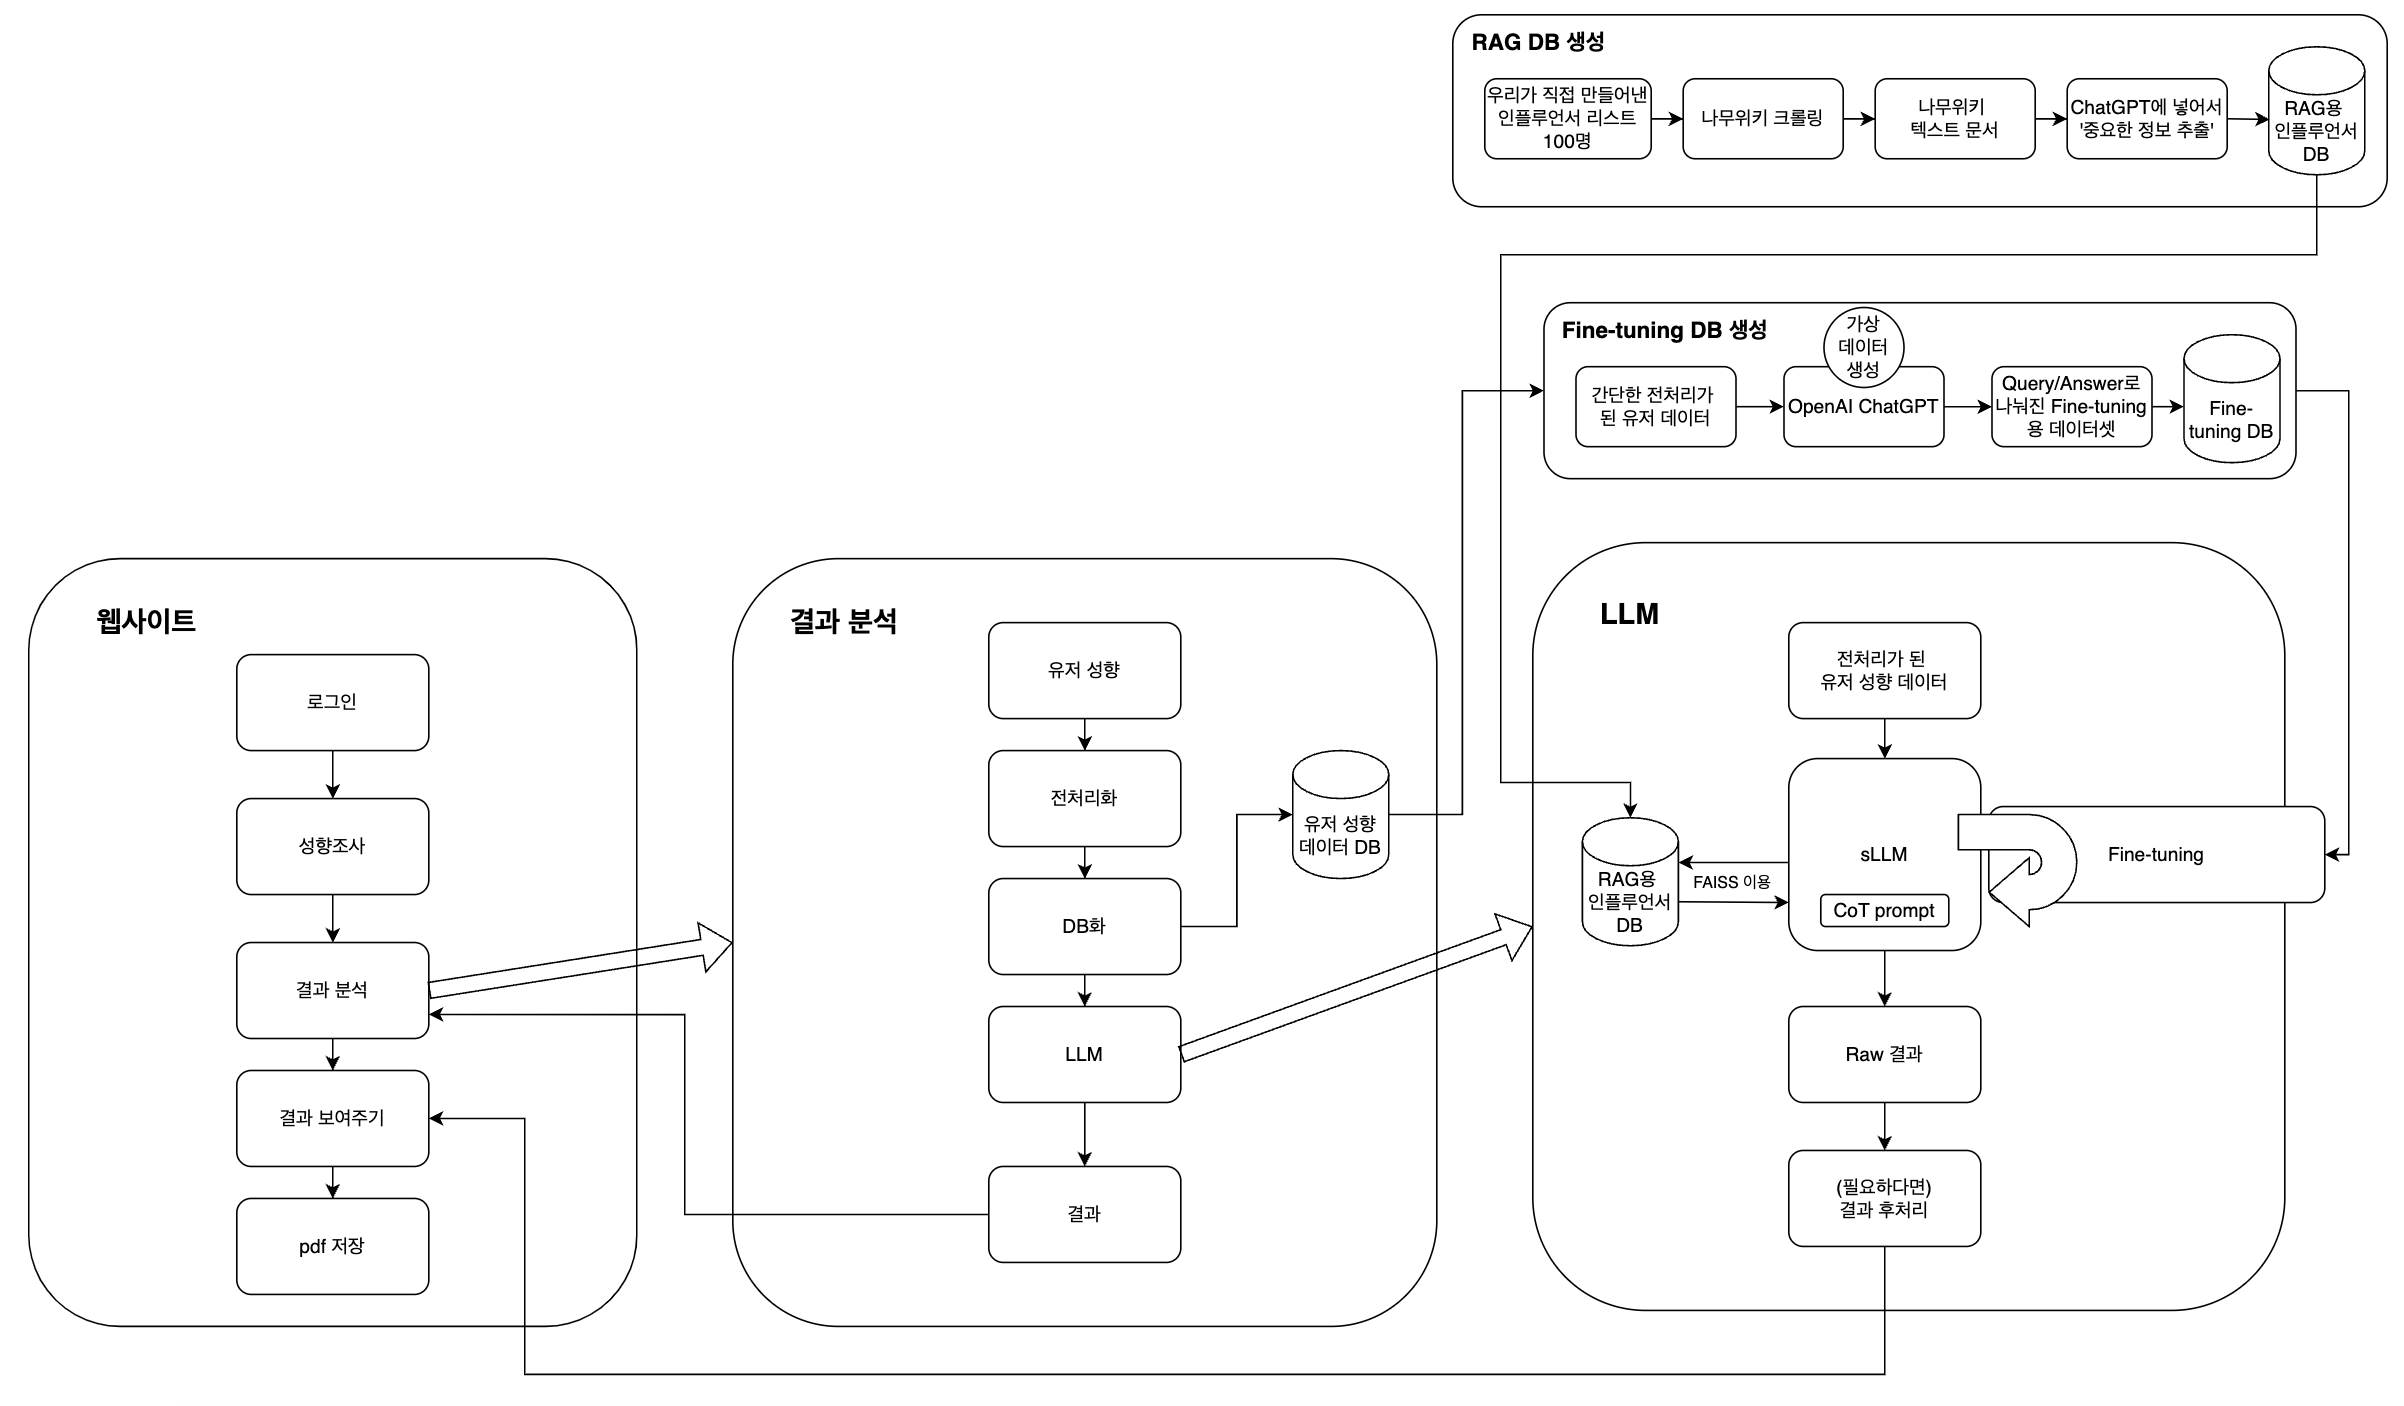 RAG DB 생성
우리가 직접 만들어낸
인플루언서 리스트
100명
나무위키 크롤링
나무위키
텍스트 문서
ChatGPT에 넣어서
'중요한 정보 추출'
RAG용
인플루언서
DB
Fine-tuning DB 생성
간단한 전처리가
된 유저 데이터
가상
데이터
생성
OpenAI ChatGPT
Query/Answer로
나눠진 Fine-tuning
용 데이터셋
Fine-
tuning DB
웹사이트
로그인
성향조사
결과 분석
결과 보여주기
pdf 저장
결과 분석
유저 성향
전처리화
DB화
유저 성향
데이터 DB
LLM
결과
LLM
전처리가 된
유저 성향 데이터
RAG용
인플루언서
DB
FAISS 이용
sLLM
CoT prompt
Fine-tuning
Raw 결과
(필요하다면)
결과 후처리